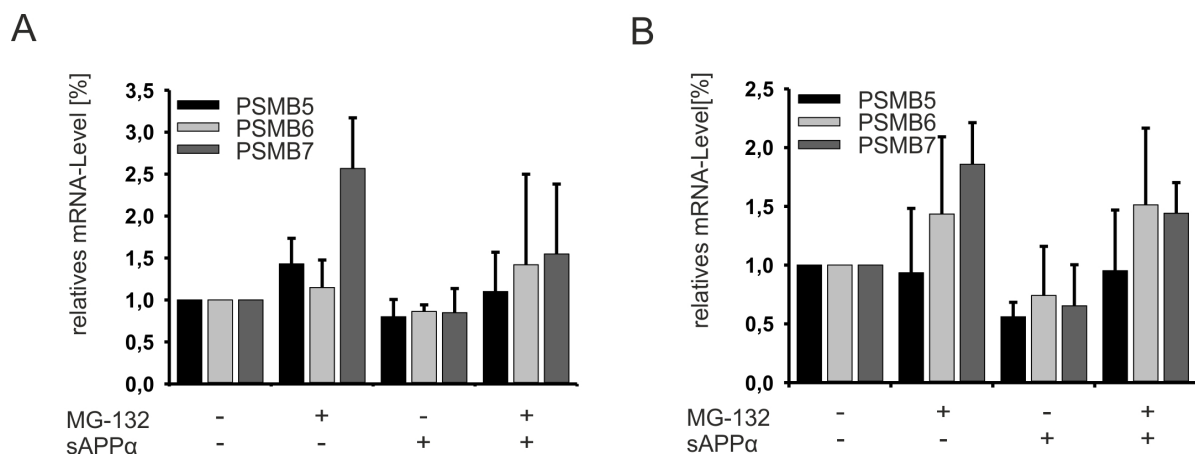 A
relatives mRNA-Level [%]
3,5
3,0
2,5
2,0
1,5
1,0
0,5
0,0
PSMB5
PSMB6
PSMB7
MG-132 - + - +
sAPPα - - + +
B
relatives mRNA-Level[%]
2,5
2,0
1,5
1,0
0,5
0,0
PSMB5
PSMB6
PSMB7
MG-132 - + - +
sAPPα - - + +